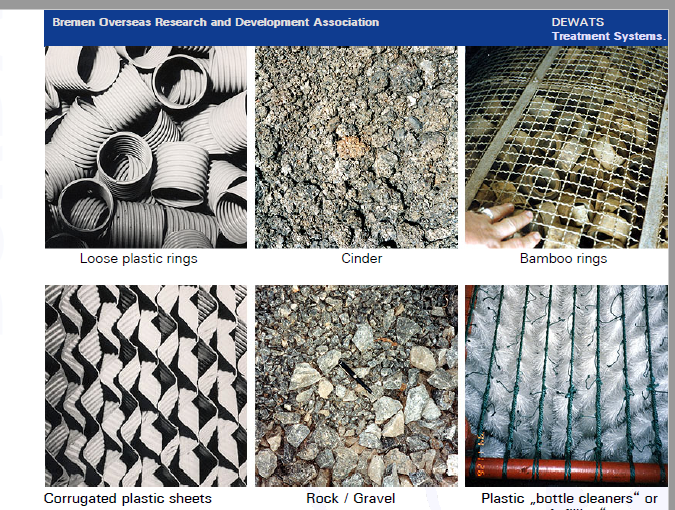 Bremen Overseas Research and Development Association
DEWATS
Treatment Systems.
Loose plastic rings
Cinder
Bamboo rings
Corrugated plastic sheets
Rock / Gravel
Plastic „bottle cleaners“ or